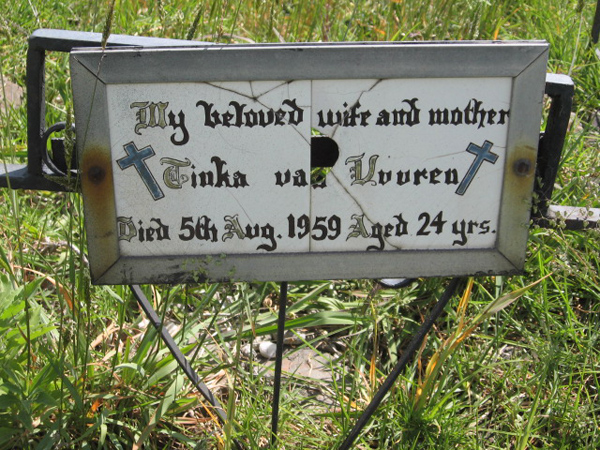 My beloved wife and mother
Tinka van Vuuren
Died 5th Aug. 1959 Aged 24 yrs.